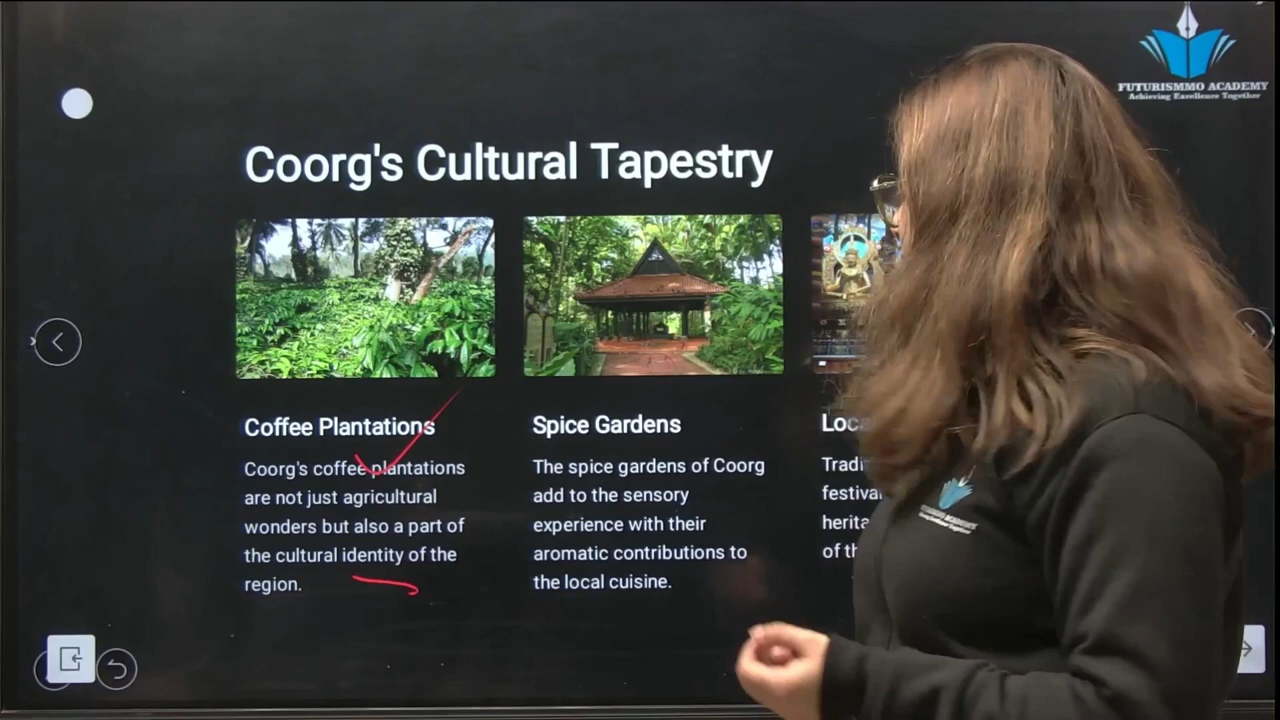 FUTURISMMO ACADEMY
Achieving Excellence Together
Coorg's Cultural Tapestry
Coffee Plantations
Coorg's coffee plantations
are not just agricultural
wonders but also a part of
the cultural identity of the
region.
Spice Gardens
The spice gardens of Coorg
add to the sensory
experience with their
aromatic contributions to
the local cuisine.